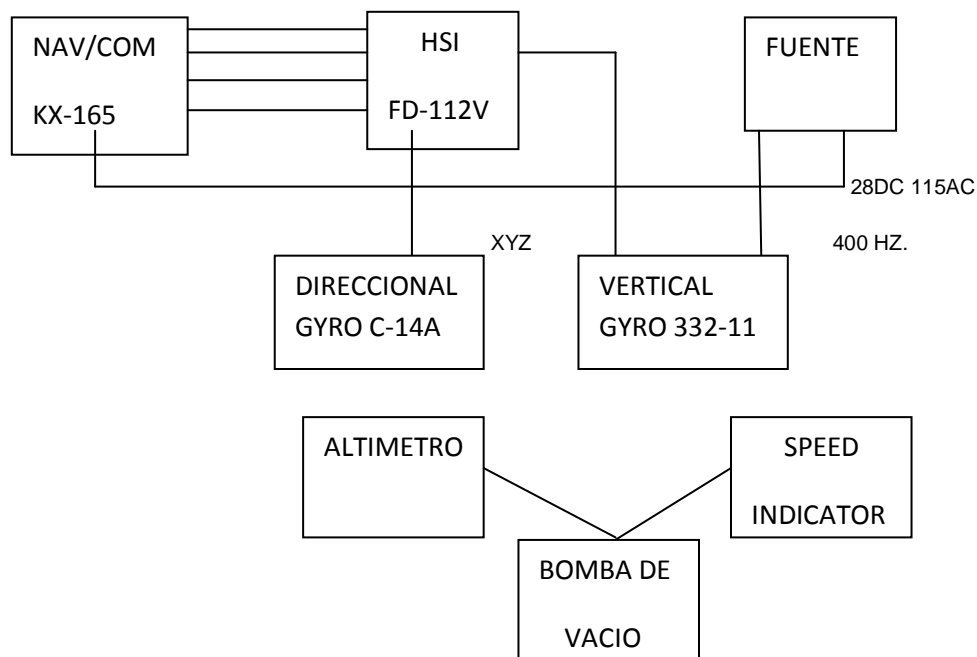 NAV/COM
KX-165
HSI
FD-112V
FUENTE
28DC 115AC
XYZ
400 HZ.
DIRECCIONAL
GYRO C-14A
VERTICAL
GYRO 332-11
ALTIMETRO
SPEED
INDICATOR
BOMBA DE
VACIO